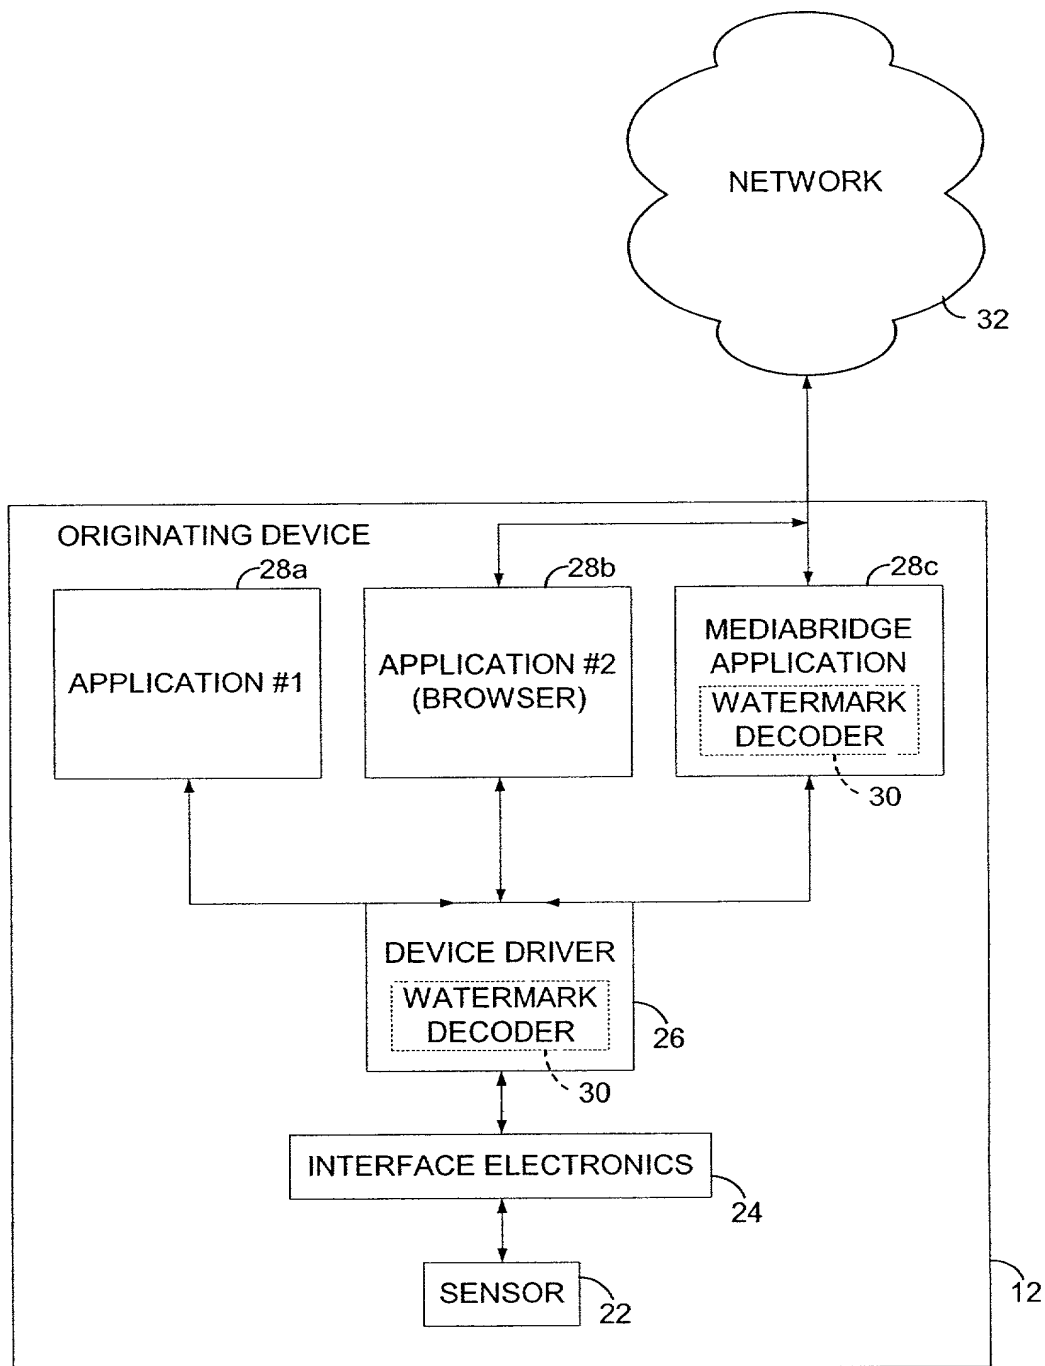 NETWORK
32
ORIGINATING DEVICE
28a
28b
28c
APPLICATION #1
APPLICATION #2
(BROWSER)
MEDIABRIDGE
APPLICATION
WATERMARK
DECODER
30
DEVICE DRIVER
WATERMARK
DECODER
26
30
INTERFACE ELECTRONICS
24
SENSOR
22
12